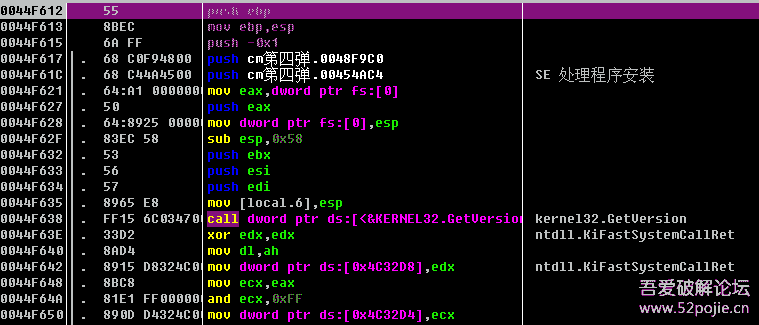 0044F612 55 push ebp
0044F613 8BEC mov ebp,esp
0044F615 6A FF push -0x1
0044F617 . 68 C0F94800 push cm第四弹.0048F9C0
0044F61C . 68 C44A4500 push cm第四弹.00454AC4 SE 处理程序安装
0044F621 . 64:A1 0000000 mov eax,dword ptr fs:[0]
0044F627 . 50 push eax
0044F628 . 64:8925 00000 mov dword ptr fs:[0],esp
0044F62F . 83EC 58 sub esp,0x58
0044F632 . 53 push ebx
0044F633 . 56 push esi
0044F634 . 57 push edi
0044F635 . 8965 E8 mov [local.6],esp
0044F638 . FF15 6C034700 call dword ptr ds:[<&KERNEL32.GetVersion kernel32.GetVersion
0044F63E . 33D2 xor edx,edx ntdll.KiFastSystemCallRet
0044F640 . 8AD4 mov dl,ah
0044F642 . 8915 D8324C00 mov dword ptr ds:[0x4C32D8],edx ntdll.KiFastSystemCallRet
0044F648 . 8BC8 mov ecx,eax
0044F64A . 81E1 FF000000 and ecx,0xFF
0044F650 . 890D D4324C00 mov dword ptr ds:[0x4C32D4],ecx
吾爱破解论坛
www.52pojie.cn